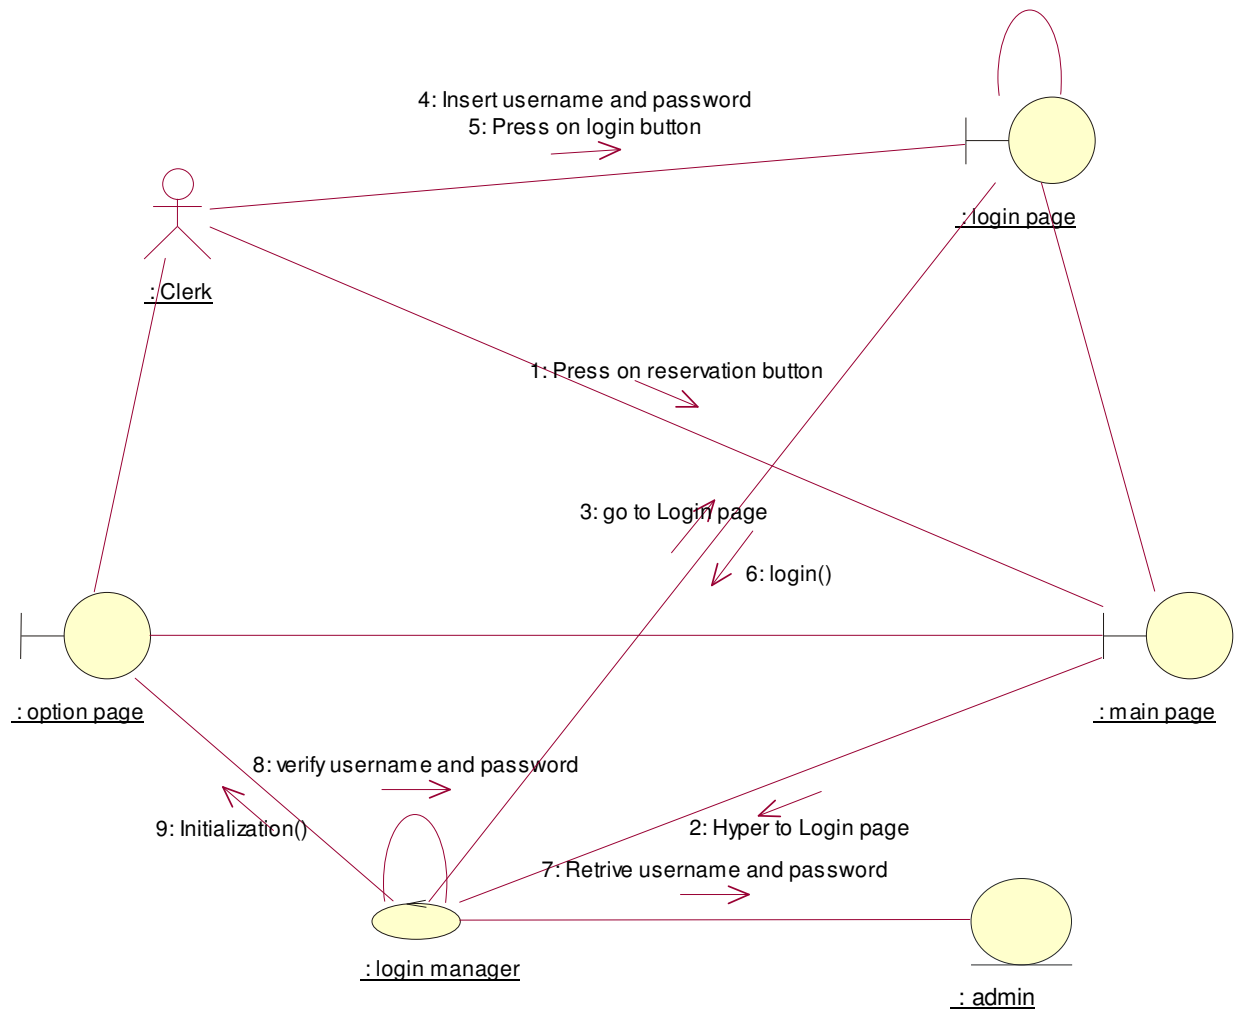 4: Insert username and password
5: Press on login button
: login page
: Clerk
1: Press on reservation button
3: go to Login page
6: login()
: option page
: main page
8: verify username and password
9: Initialization()
2: Hyper to Login page
7: Retrive username and password
: login manager
: admin